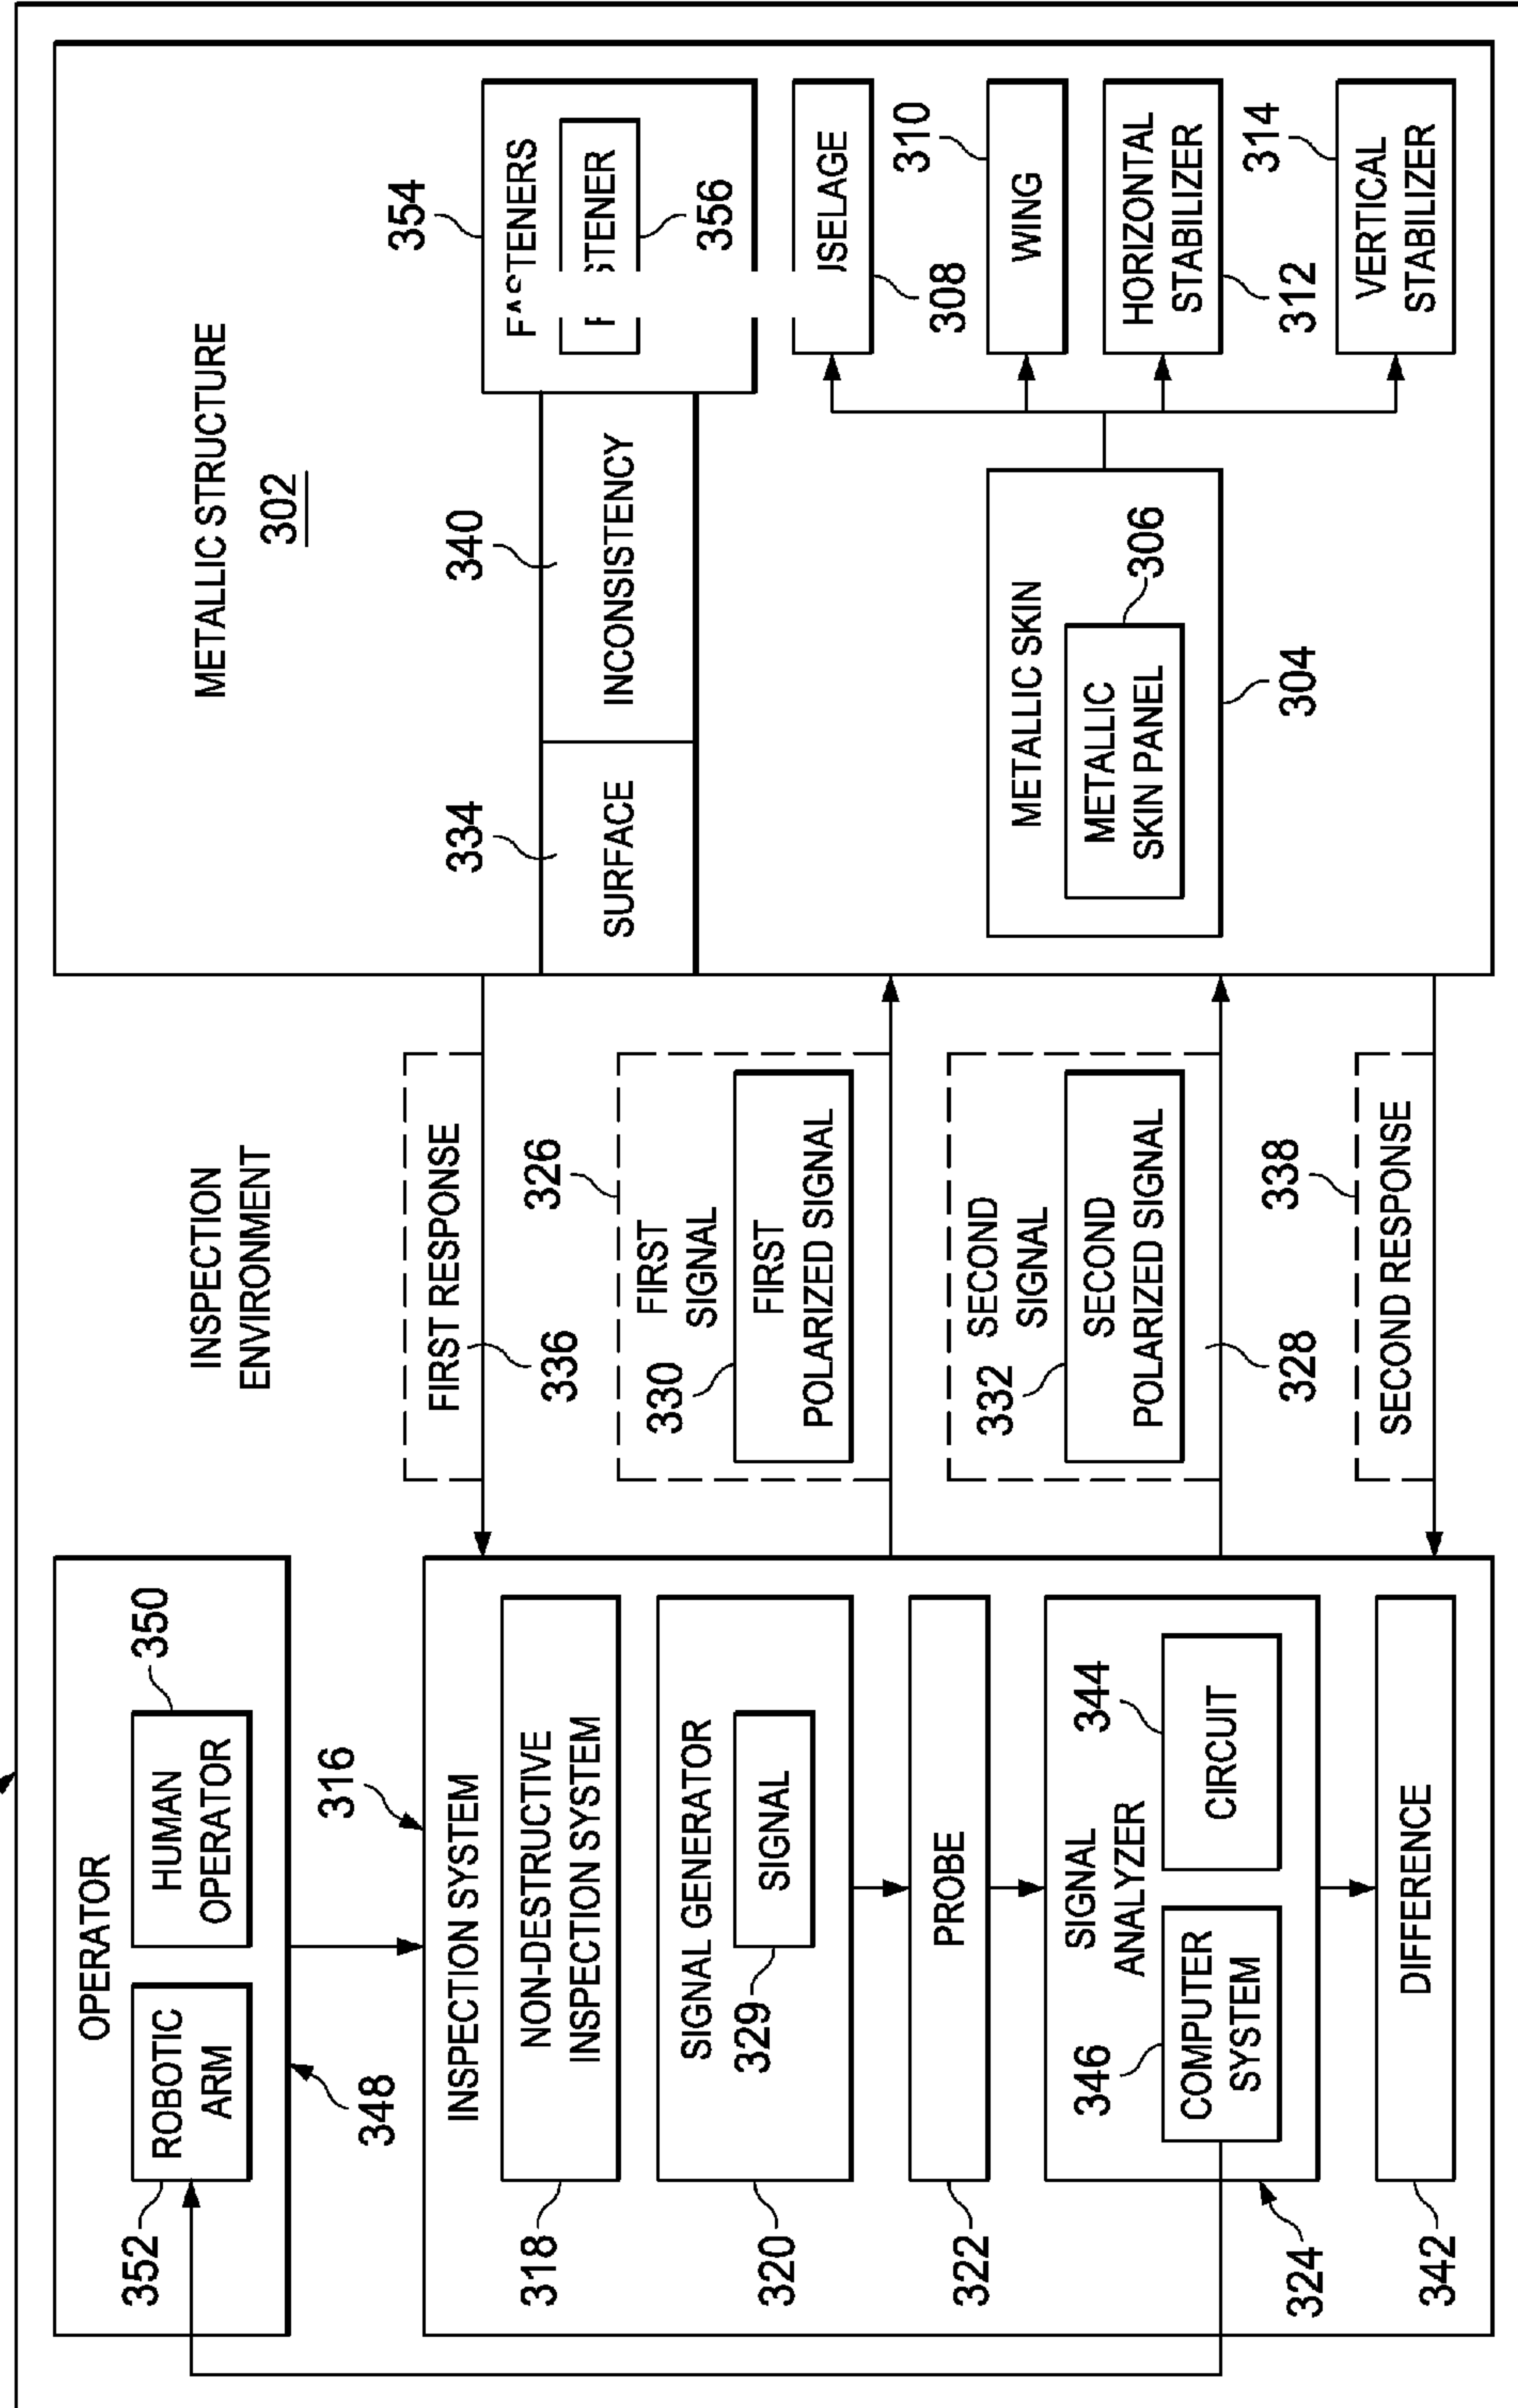 INSPECTION
ENVIRONMENT
OPERATOR
352
ROBOTIC
ARM
HUMAN
OPERATOR
350
348
316
INSPECTION SYSTEM
318
NON-DESTRUCTIVE
INSPECTION SYSTEM
320
SIGNAL GENERATOR
329
SIGNAL
322
PROBE
SIGNAL
ANALYZER
346
344
COMPUTER
SYSTEM
CIRCUIT
324
342
DIFFERENCE
FIRST RESPONSE
336
326
FIRST
SIGNAL
330
FIRST
POLARIZED SIGNAL
SECOND
SIGNAL
332
SECOND
POLARIZED SIGNAL
328
338
SECOND RESPONSE
METALLIC STRUCTURE
302
334
340
354
SURFACE
INCONSISTENCY
FASTENERS
STENER
356
METALLIC SKIN
METALLIC
SKIN PANEL
306
304
USELAGE
308
310
WING
HORIZONTAL
STABILIZER
312
314
VERTICAL
STABILIZER